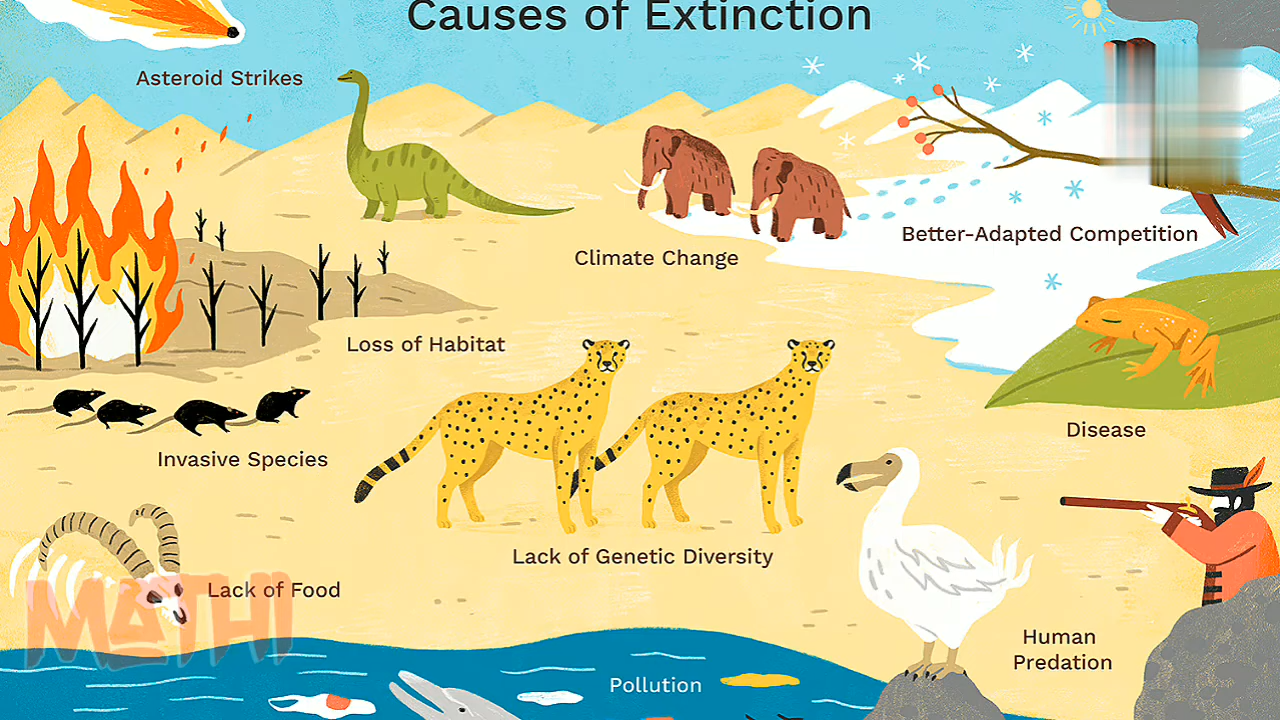 Causes of Extinction
Asteroid Strikes
Better-Adapted Competition
Climate Change
Loss of Habitat
Disease
Invasive Species
Lack of Genetic Diversity
Lack of Food
MATHI
Human
Predation
Pollution